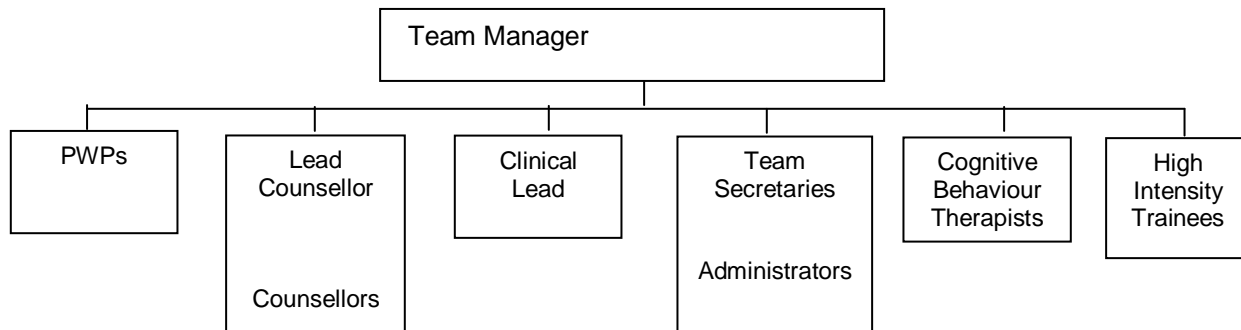 Team Manager
PWPs
Lead
Counsellor
Counsellors
Clinical
Lead
Team
Secretaries
Administrators
Cognitive
Behaviour
Therapists
High
Intensity
Trainees